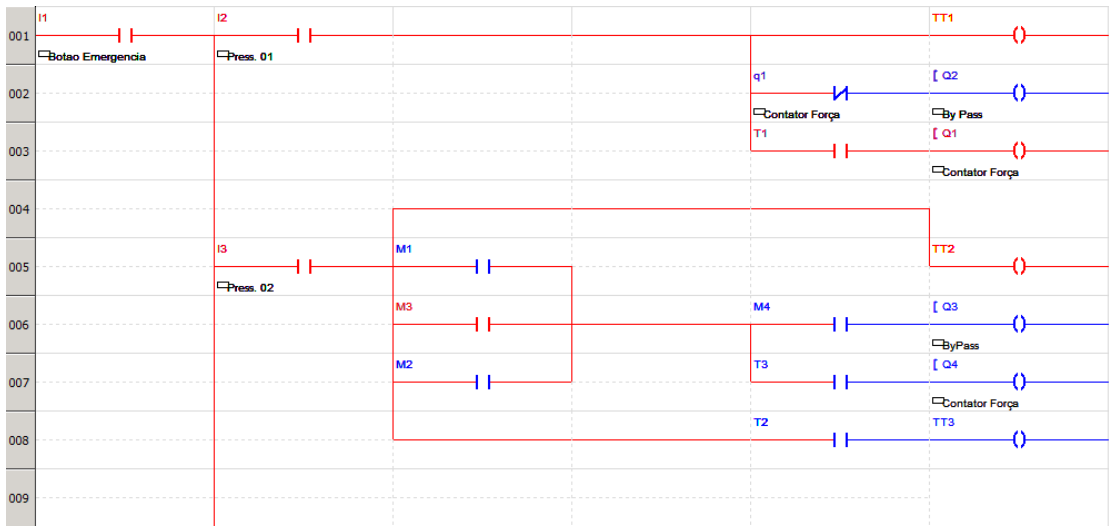 I1 I2 TT1
001
Botao Emergencia Press. 01
q1 [ Q2
002
Contator Força By Pass
T1 [ Q1
003
Contator Força
004
I3 M1 TT2
005
Press. 02
M3 M4 [ Q3
006
ByPass
M2 T3 [ Q4
007
Contator Força
T2 TT3
008
009